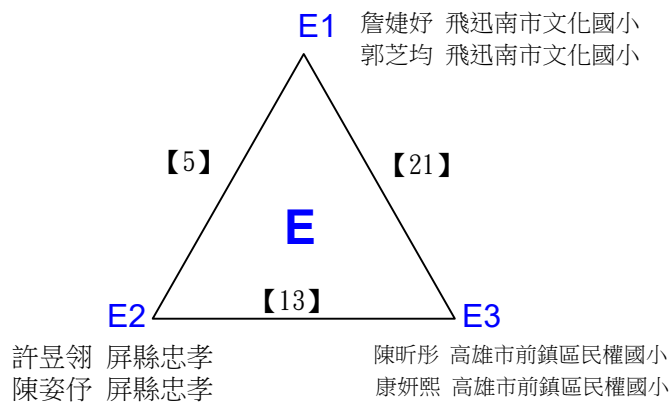 E1
詹婕妤 飛迅南市文化國小
郭芝均 飛迅南市文化國小
【5】
【21】
E
【13】
E2
E3
許昱翎 屏縣忠孝
陳姿伃 屏縣忠孝
陳昕彤 高雄市前鎮區民權國小
康妍熙 高雄市前鎮區民權國小